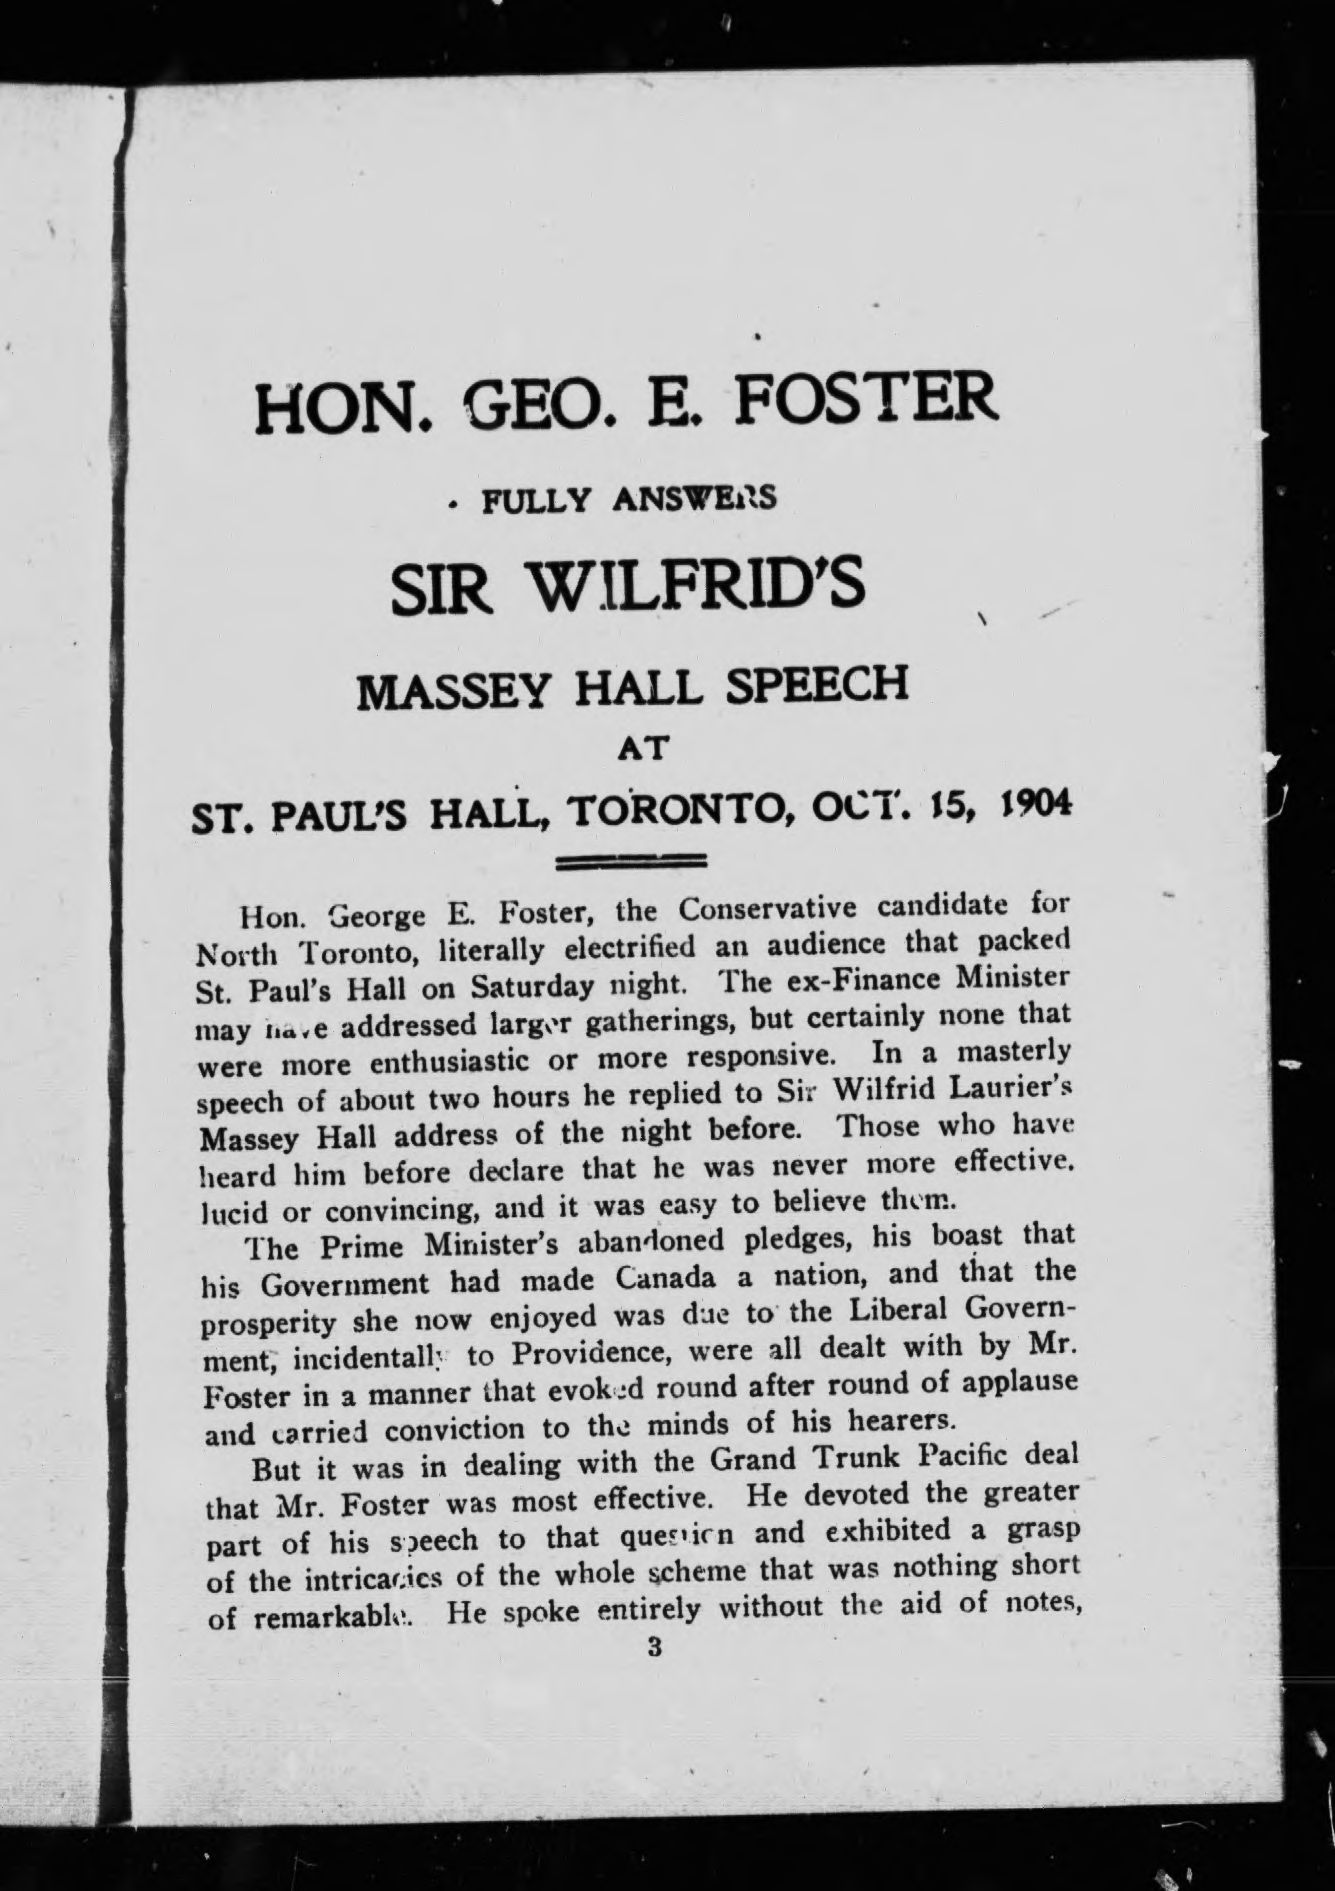 HON. GEO. E. FOSTER
FULLY ANSWERS
SIR WILFRID'S
MASSEY HALL SPEECH
AT
ST. PAUL'S HALL, TORONTO, OCT. 15, 1904
Hon. George E. Foster, the Conservative candidate for
North Toronto, literally electrified an audience that packed
St. Paul's Hall on Saturday night. The ex-Finance Minister
may have addressed larger gatherings, but certainly none that
were more enthusiastic or more responsive. In a masterly
speech of about two hours he replied to Sir Wilfrid Laurier's
Massey Hall address of the night before. Those who have
heard him before declare that he was never more effective.
lucid or convincing, and it was easy to believe them.
The Prime Minister's abandoned pledges, his boast that
his Government had made Canada a nation, and that the
prosperity she now enjoyed was due to the Liberal Govern-
ment, incidentally to Providence, were all dealt with by Mr.
Foster in a manner that evoked round after round of applause
and carried conviction to the minds of his hearers.
But it was in dealing with the Grand Trunk Pacific deal
that Mr. Foster was most effective. He devoted the greater
part of his speech to that question and exhibited a grasp
of the intricacies of the whole scheme that was nothing short
of remarkable. He spoke entirely without the aid of notes,
3